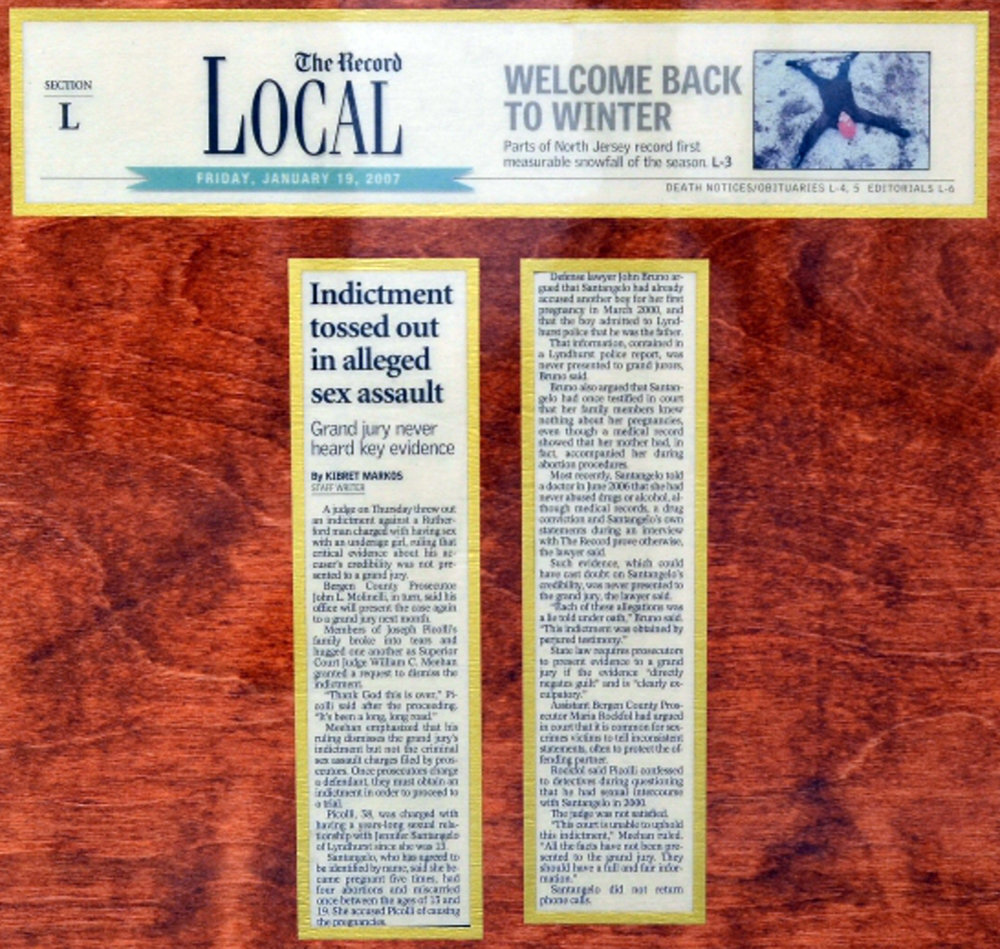 SECTION
L
The Record
LOCAL
FRIDAY, JANUARY 19, 2007
WELCOME BACK
TO WINTER
Parts of North Jersey record first
measurable snowfall of the season. L-3
DEATH NOTICES/OBITUARIES L-4, 5 EDITORIALS L-6
Indictment
tossed out
in alleged
sex assault
Grand jury never
heard key evidence
By KIBRET MARKOS
STAFF WRITER
A judge on Thursday threw out
an indictment against a Ruther-
ford man charged with having sex
with an underage girl, ruling that
critical evidence about his ac-
cuser's credibility was not pre-
sented to a grand jury.
Bergen County Prosecutor
John L. Molinelli, in turn, said his
office will present the case again
to a grand jury next month.
Members of Joseph Picolli's
family broke into tears and
hugged one another as Superior
Court Judge William C. Meehan
granted a request to dismiss the
indictment.
"Thank God this is over," Pi-
colli said after the proceeding.
"It's been a long, long road."
Meehan emphasized that his
ruling dismisses the grand jury's
indictment but not the criminal
sex assault charges filed by pros-
ecutors. Once prosecutors charge
a defendant, they must obtain an
indictment in order to proceed to
a trial.
Picolli, 38, was charged with
having a years-long sexual rela-
tionship with Jennifer Santangelo
of Lyndhurst since she was 13.
Santangelo, who has agreed to
be identified by name, said she be-
came pregnant five times, had
four abortions and miscarried
once between the ages of 13 and
19. She accused Picolli of causing
the pregnancies.
Defense lawyer John Bruno ar-
gued that Santangelo had already
accused another boy for her first
pregnancy in March 2000, and
that the boy admitted to Lynd-
hurst police that he was the father.
That information, contained in
a Lyndhurst police report, was
never presented to grand jurors,
Bruno said.
Bruno also argued that Santan-
gelo had once testified in court
that her family members knew
nothing about her pregnancies,
even though a medical record
showed that her mother had, in
fact, accompanied her during
abortion procedures.
Most recently, Santangelo told
a doctor in June 2006 that she had
never abused drugs or alcohol, al-
though medical records, a drug
conviction and Santangelo's own
statements during an interview
with The Record prove otherwise,
the lawyer said.
Such evidence, which could
have cast doubt on Santangelo's
credibility, was never presented to
the grand jury, the lawyer said.
"Each of these allegations was
a lie told under oath," Bruno said.
"This indictment was obtained by
perjured testimony."
State law requires prosecutors
to present evidence to a grand
jury if the evidence "directly
negates guilt" and is "clearly ex-
culpatory."
Assistant Bergen County Pros-
ecutor Maria Rockfol had argued
in court that it is common for sex-
crimes victims to tell inconsistent
statements, often to protect the of-
fending partner.
Rockfol said Picolli confessed
to detectives during questioning
that he had sexual intercourse
with Santangelo in 2000.
The judge was not satisfied.
"This court is unable to uphold
this indictment," Meehan ruled.
"All the facts have not been pre-
sented to the grand jury. They
should have a full and fair infor-
mation."
Santangelo did not return
phone calls.